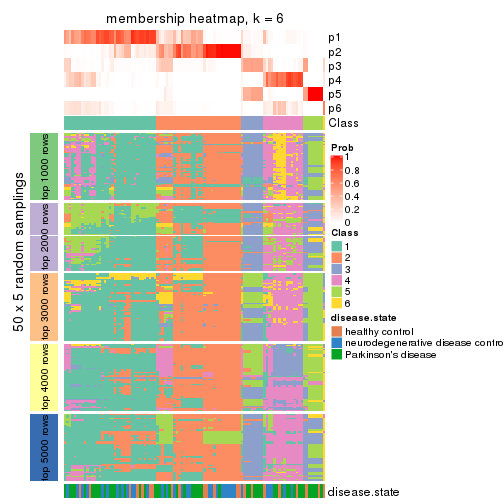 membership heatmap, k = 6
p1
p2
p3
p4
p5
p6
Class
50 x 5 random samplings
top 1000 rows
top 2000 rows
top 3000 rows
top 4000 rows
top 5000 rows
Prob
1
0.8
0.6
0.4
0.2
0
Class
1
2
3
4
5
6
disease.state
healthy control
neurodegenerative disease contro
Parkinson's disease
disease.state